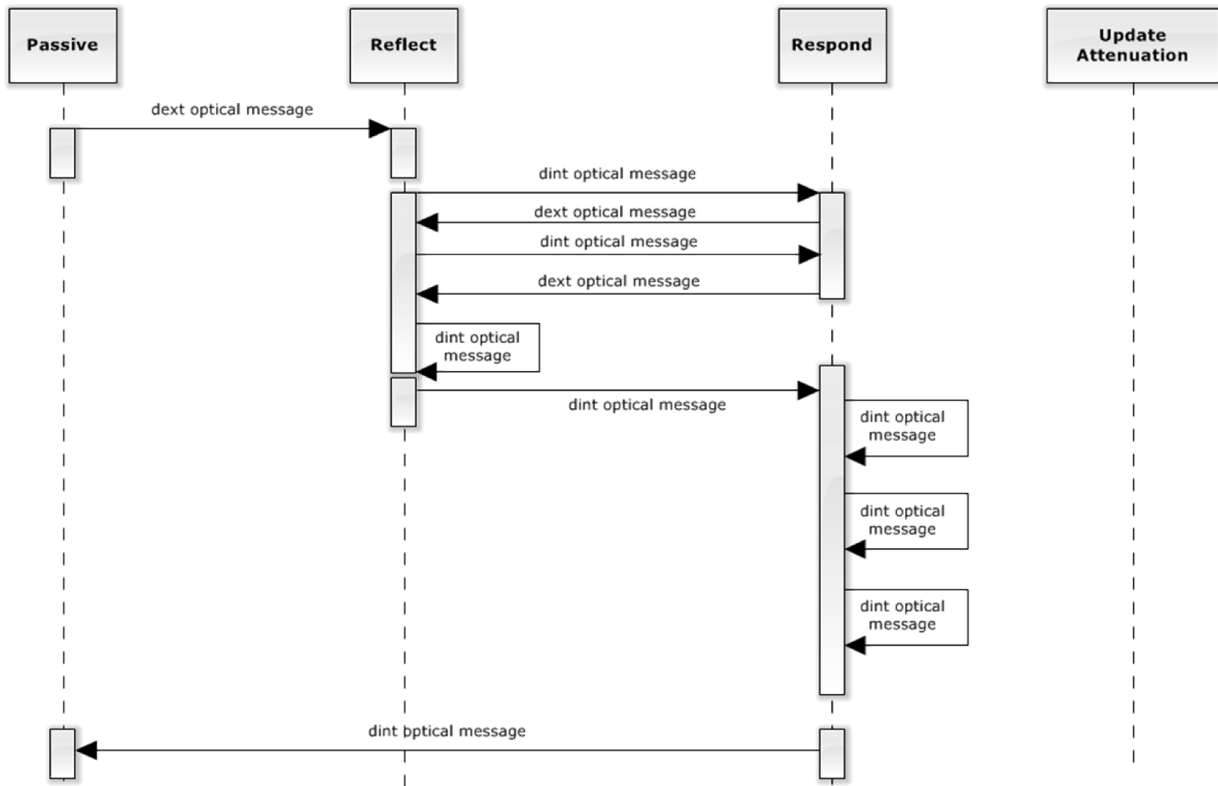 Passive
Reflect
Respond
Update
Attenuation
dext optical message
dint optical message
dext optical message
dint optical message
dext optical message
dint optical
message
dint optical message
dint optical
message
dint optical
message
dint optical
message
dint optical message